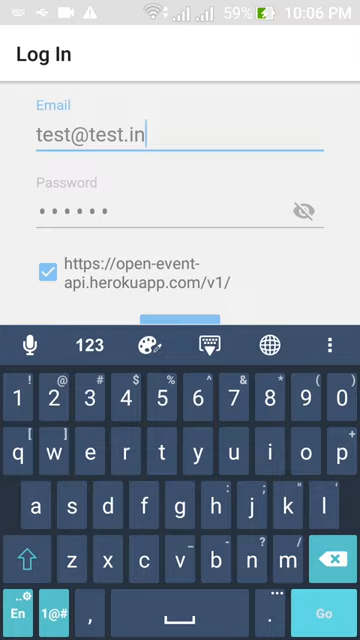 59% 10:06 PM
Log In
Email
test@test.in
Password
••••••
https://open-event-
api.herokuapp.com/v1/
123
! @ # $ % ^ & * ( )
1 2 3 4 5 6 7 8 9 0
[ ] +
q w e r t y u i o p
: ; '
a s d f g h j k l
_ - ? /
z x c v b n m
En 1@# , . Go